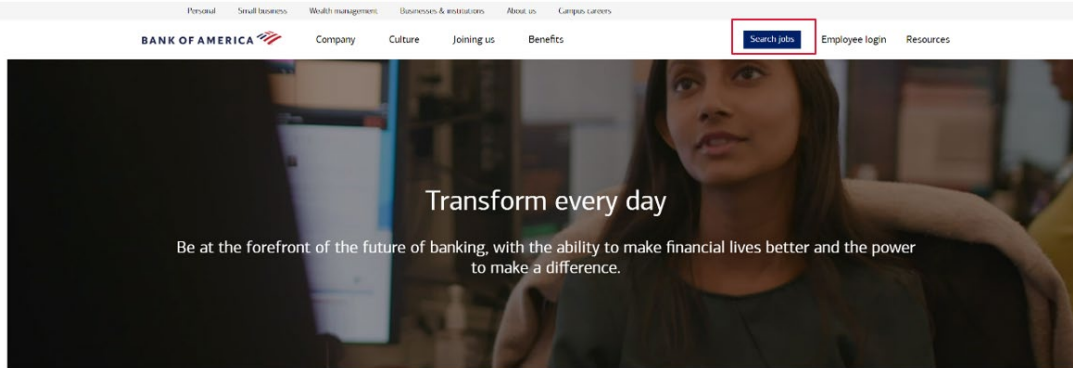 Personal Small business Wealth management Businesses & institutions About us Campus careers
BANK OF AMERICA Company Culture Joining us Benefits Search jobs Employee login Resources
Transform every day
Be at the forefront of the future of banking, with the ability to make financial lives better and the power
to make a difference.